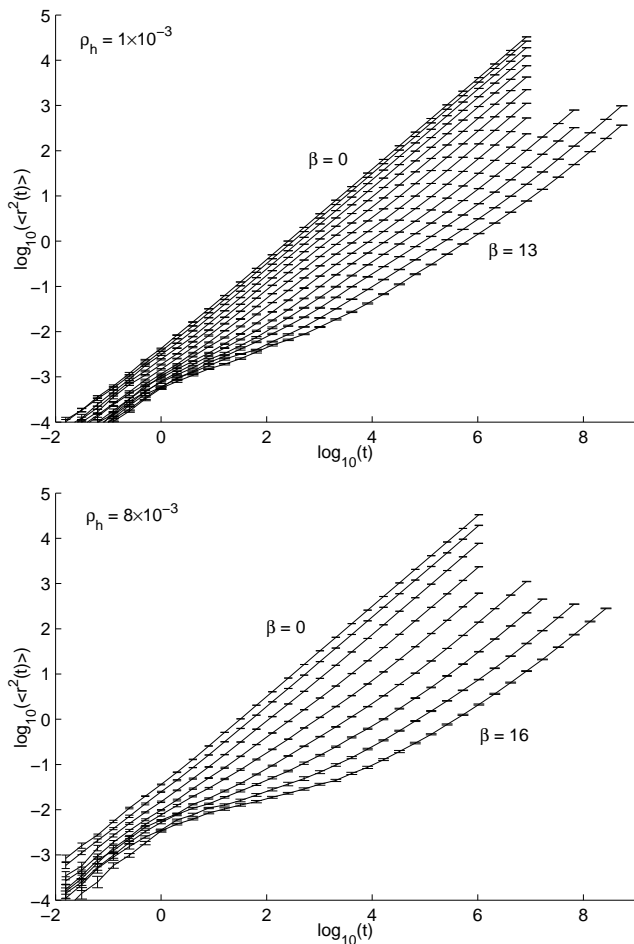 5
ρ_h = 1×10⁻³
4
3
2
β = 0
1
log₁₀(<r²(t)>)
0
β = 13
−1
−2
−3
−4
−2 0 2 4 6 8
log₁₀(t)
5
ρ_h = 8×10⁻³
4
3
2
β = 0
1
log₁₀(<r²(t)>)
0
β = 16
−1
−2
−3
−4
−2 0 2 4 6 8
log₁₀(t)